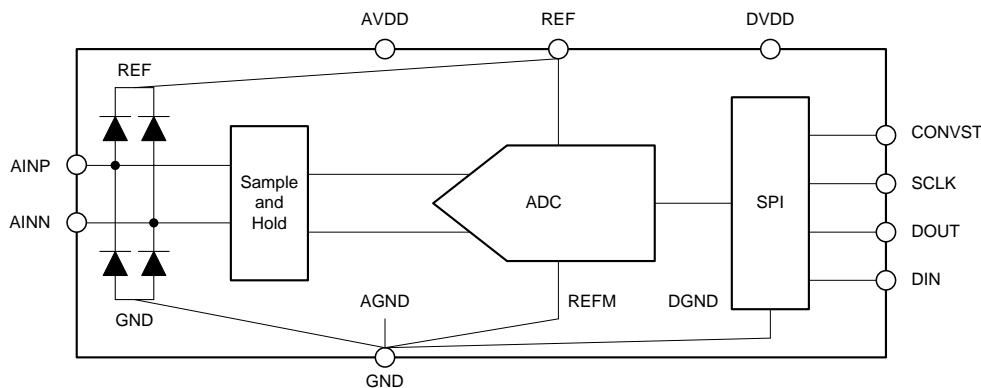 AVDD
REF
DVDD
REF
CONVST
AINP
Sample
and
Hold
ADC
SPI
SCLK
AINN
DOUT
DIN
AGND
REFM
DGND
GND
GND